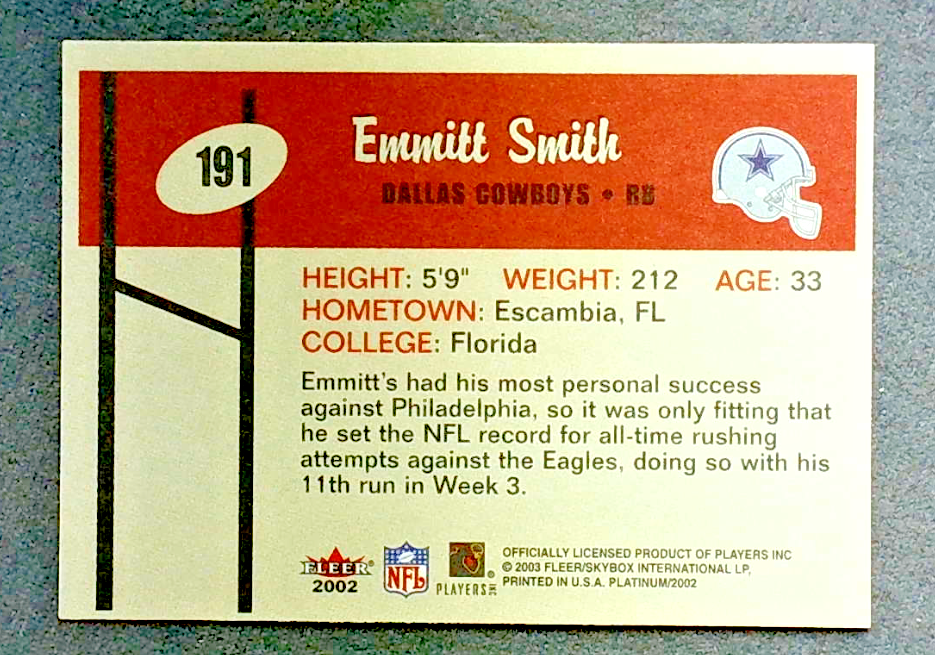 191
Emmitt Smith
DALLAS COWBOYS • RB
HEIGHT: 5'9" WEIGHT: 212 AGE: 33
HOMETOWN: Escambia, FL
COLLEGE: Florida
Emmitt's had his most personal success
against Philadelphia, so it was only fitting that
he set the NFL record for all-time rushing
attempts against the Eagles, doing so with his
11th run in Week 3.
FLEER®
2002
NFL
PLAYERS INC ®
OFFICIALLY LICENSED PRODUCT OF PLAYERS INC
© 2003 FLEER/SKYBOX INTERNATIONAL LP,
PRINTED IN U.S.A. PLATINUM/2002